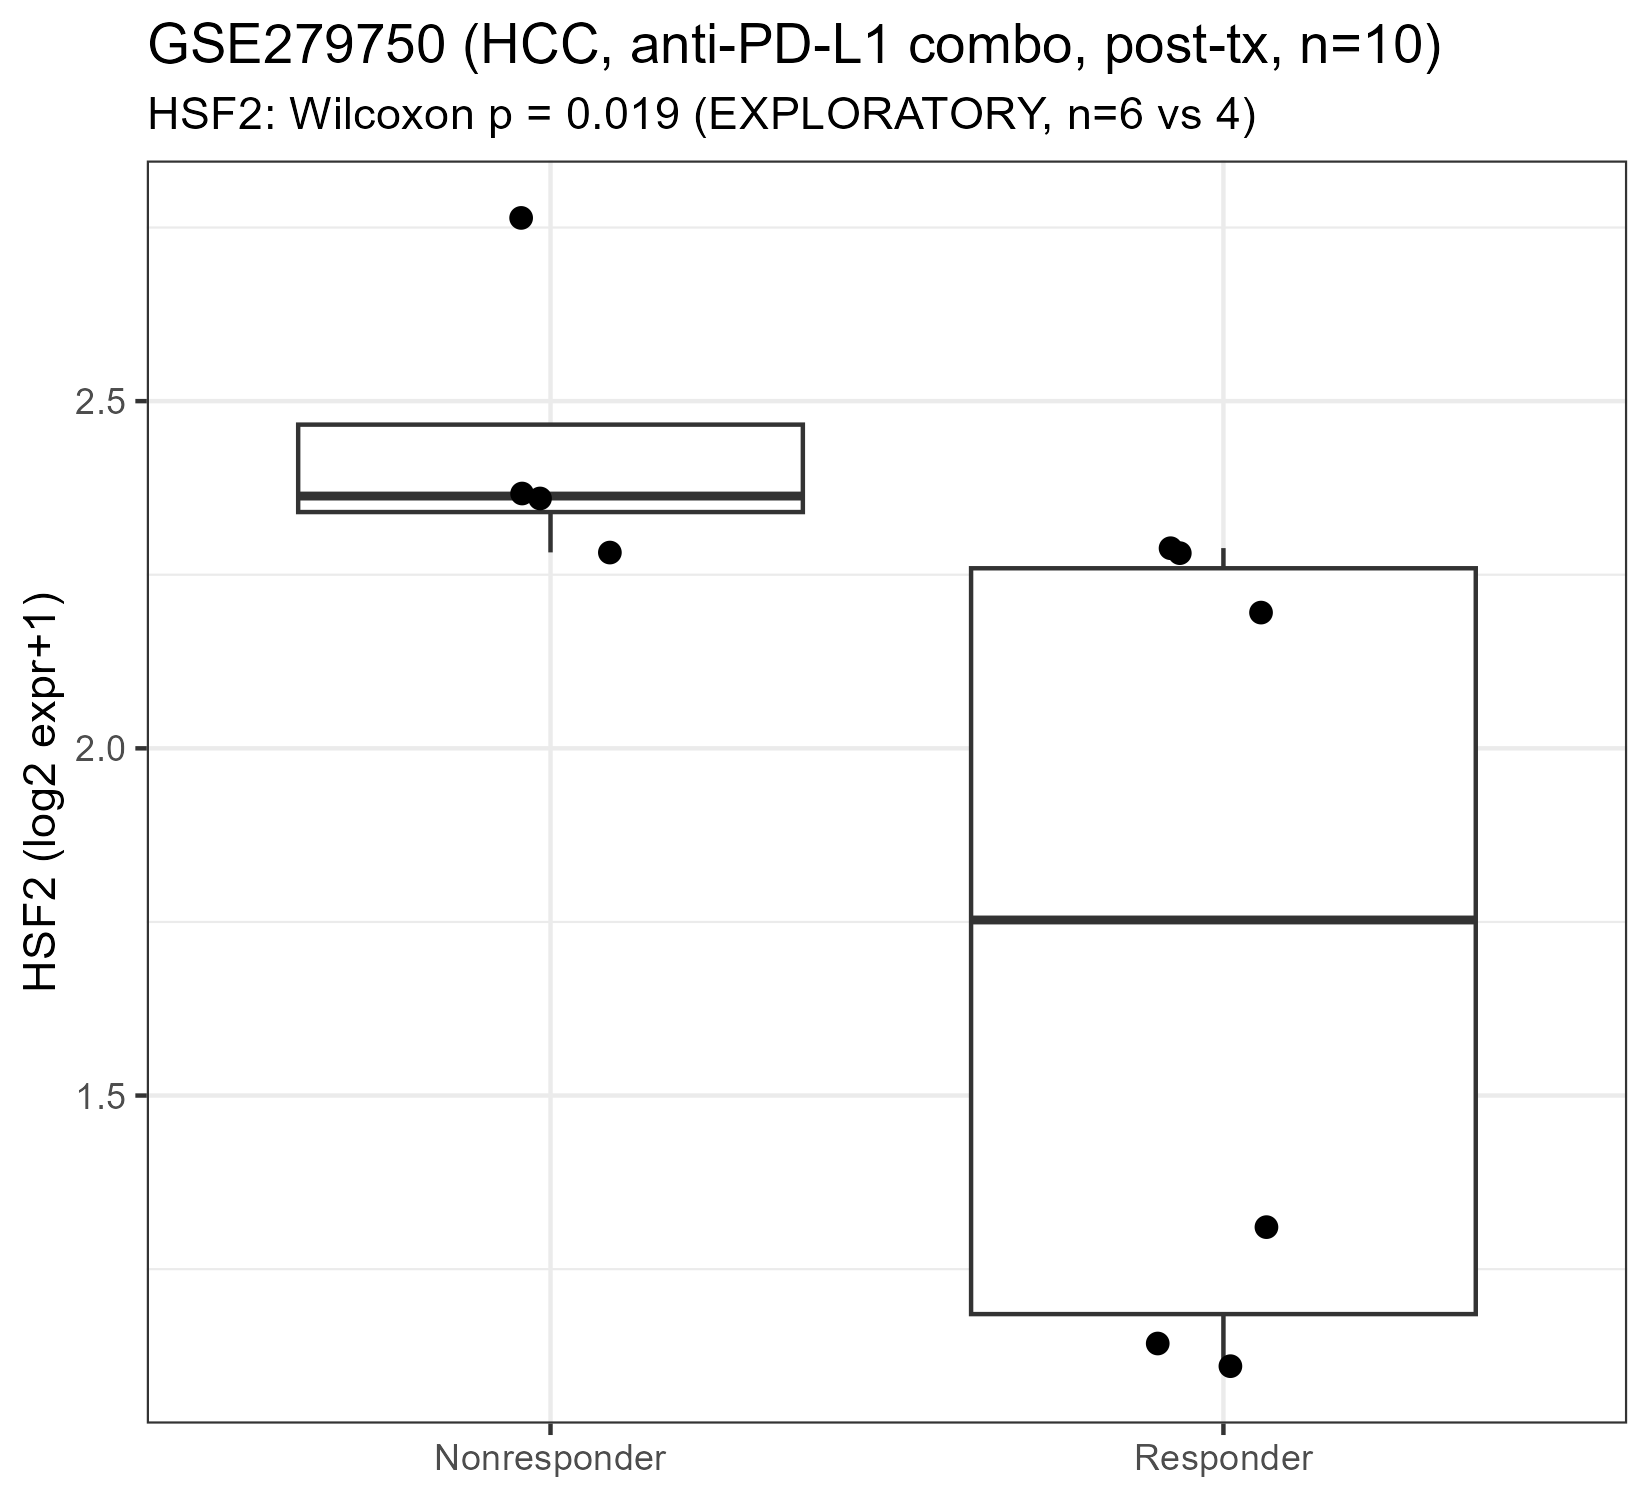 GSE279750 (HCC, anti-PD-L1 combo, post-tx, n=10)
HSF2: Wilcoxon p = 0.019 (EXPLORATORY, n=6 vs 4)
HSF2 (log2 expr+1)
2.5
2.0
1.5
Nonresponder
Responder